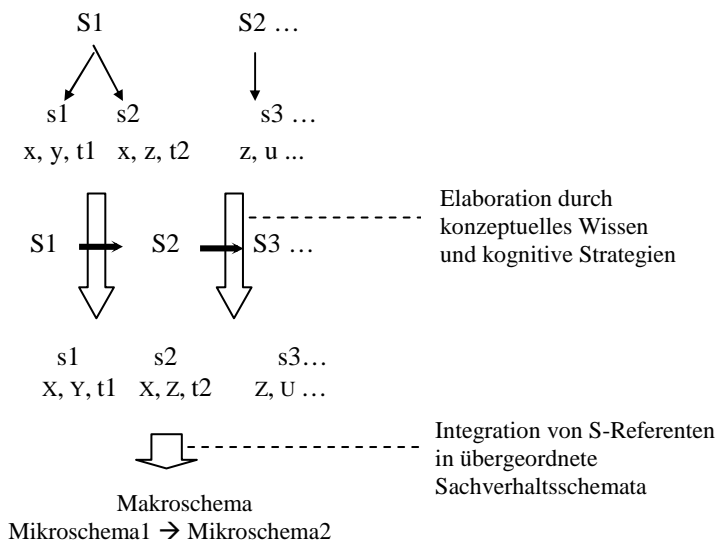 S1 S2 ...
s1 s2 s3 ...
x, y, t1 x, z, t2 z, u ...
Elaboration durch
konzeptuelles Wissen
und kognitive Strategien
S1 S2 S3 ...
s1 s2 s3...
X, Y, t1 X, Z, t2 Z, U ...
Integration von S-Referenten
in übergeordnete
Sachverhaltsschemata
Makroschema
Mikroschema1 → Mikroschema2